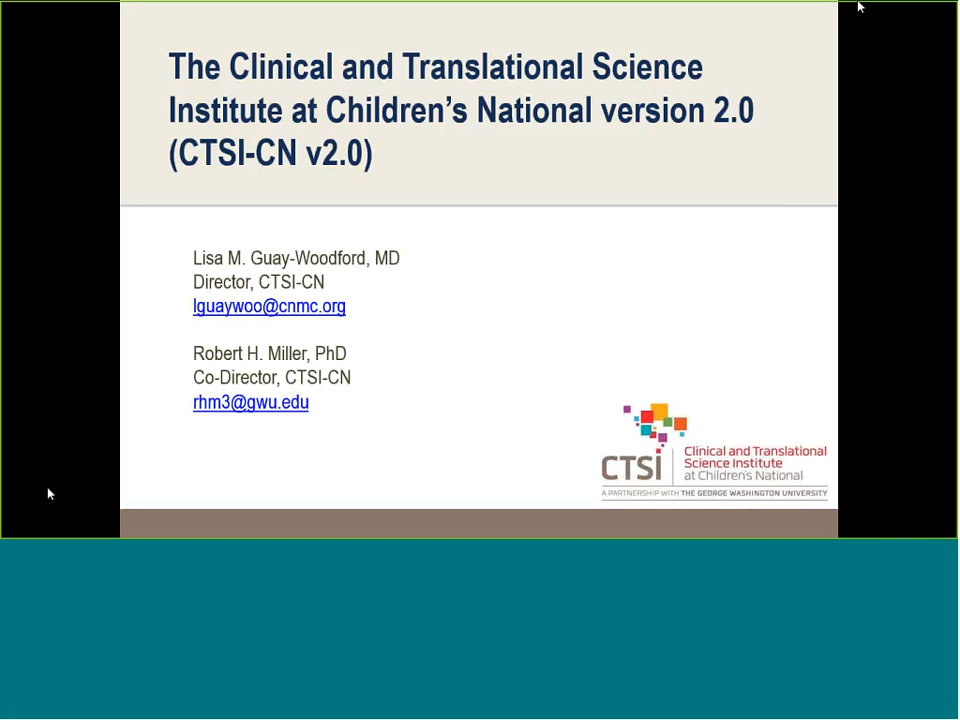 The Clinical and Translational Science
Institute at Children's National version 2.0
(CTSI-CN v2.0)
Lisa M. Guay-Woodford, MD
Director, CTSI-CN
lguaywoo@cnmc.org
Robert H. Miller, PhD
Co-Director, CTSI-CN
rhm3@gwu.edu
CTSi
Clinical and Translational
Science Institute
at Children's National
A PARTNERSHIP WITH THE GEORGE WASHINGTON UNIVERSITY